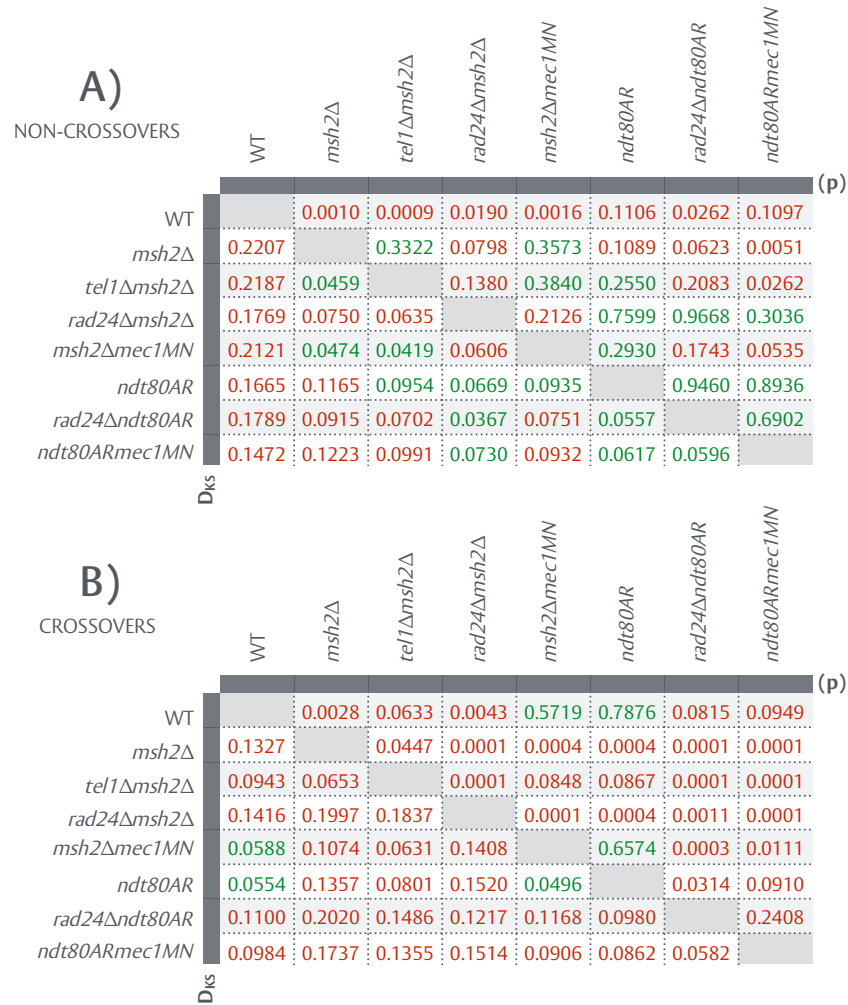 A)
NON-CROSSOVERS
WT msh2Δ tel1Δmsh2Δ rad24Δmsh2Δ msh2Δmec1MN ndt80AR rad24Δndt80AR ndt80ARmec1MN
(p)
WT 0.0010 0.0009 0.0190 0.0016 0.1106 0.0262 0.1097
msh2Δ 0.2207 0.3322 0.0798 0.3573 0.1089 0.0623 0.0051
tel1Δmsh2Δ 0.2187 0.0459 0.1380 0.3840 0.2550 0.2083 0.0262
rad24Δmsh2Δ 0.1769 0.0750 0.0635 0.2126 0.7599 0.9668 0.3036
msh2Δmec1MN 0.2121 0.0474 0.0419 0.0606 0.2930 0.1743 0.0535
ndt80AR 0.1665 0.1165 0.0954 0.0669 0.0935 0.9460 0.8936
rad24Δndt80AR 0.1789 0.0915 0.0702 0.0367 0.0751 0.0557 0.6902
ndt80ARmec1MN 0.1472 0.1223 0.0991 0.0730 0.0932 0.0617 0.0596
DKS
B)
CROSSOVERS
WT msh2Δ tel1Δmsh2Δ rad24Δmsh2Δ msh2Δmec1MN ndt80AR rad24Δndt80AR ndt80ARmec1MN
(p)
WT 0.0028 0.0633 0.0043 0.5719 0.7876 0.0815 0.0949
msh2Δ 0.1327 0.0447 0.0001 0.0004 0.0004 0.0001 0.0001
tel1Δmsh2Δ 0.0943 0.0653 0.0001 0.0848 0.0867 0.0001 0.0001
rad24Δmsh2Δ 0.1416 0.1997 0.1837 0.0001 0.0004 0.0011 0.0001
msh2Δmec1MN 0.0588 0.1074 0.0631 0.1408 0.6574 0.0003 0.0111
ndt80AR 0.0554 0.1357 0.0801 0.1520 0.0496 0.0314 0.0910
rad24Δndt80AR 0.1100 0.2020 0.1486 0.1217 0.1168 0.0980 0.2408
ndt80ARmec1MN 0.0984 0.1737 0.1355 0.1514 0.0906 0.0862 0.0582
DKS